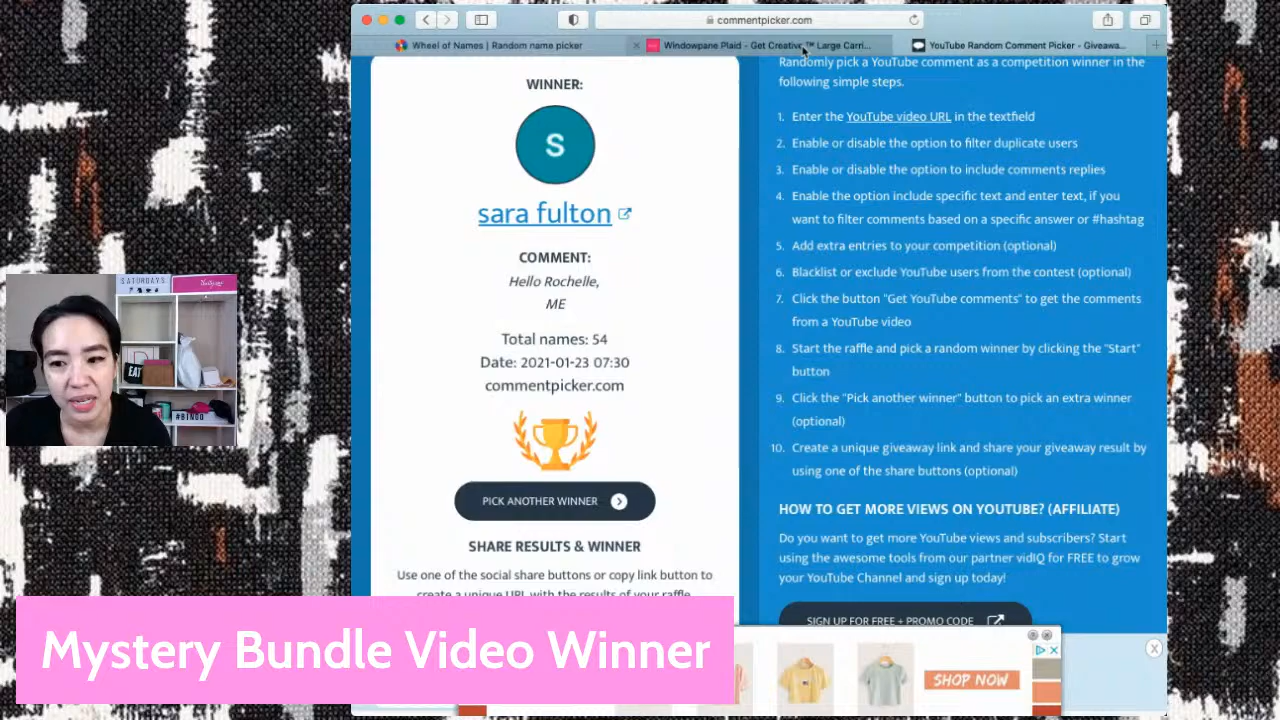 commentpicker.com
Wheel of Names | Random name picker
Windowpane Plaid - Get Creative™ Large Carri...
YouTube Random Comment Picker - Giveawa...
WINNER:
S
sara fulton
COMMENT:
Hello Rochelle,
ME
Total names: 54
Date: 2021-01-23 07:30
commentpicker.com
PICK ANOTHER WINNER
SHARE RESULTS & WINNER
Use one of the social share buttons or copy link button to
create a unique URL with the results of your raffle
Randomly pick a YouTube comment as a competition winner in the
following simple steps.
1. Enter the YouTube video URL in the textfield
2. Enable or disable the option to filter duplicate users
3. Enable or disable the option to include comments replies
4. Enable the option include specific text and enter text, if you
want to filter comments based on a specific answer or #hashtag
5. Add extra entries to your competition (optional)
6. Blacklist or exclude YouTube users from the contest (optional)
7. Click the button "Get YouTube comments" to get the comments
from a YouTube video
8. Start the raffle and pick a random winner by clicking the "Start"
button
9. Click the "Pick another winner" button to pick an extra winner
(optional)
10. Create a unique giveaway link and share your giveaway result by
using one of the share buttons (optional)
HOW TO GET MORE VIEWS ON YOUTUBE? (AFFILIATE)
Do you want to get more YouTube views and subscribers? Start
using the awesome tools from our partner vidIQ for FREE to grow
your YouTube Channel and sign up today!
SIGN UP FOR FREE + PROMO CODE
SHOP NOW
SATURDAYS
EAT
#BINGO
Mystery Bundle Video Winner